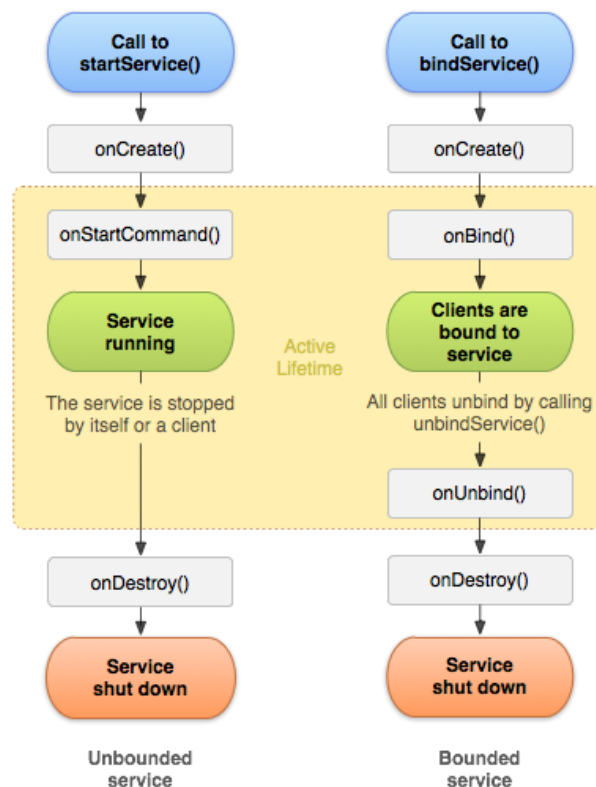 Call to
startService()
onCreate()
onStartCommand()
Service
running
The service is stopped
by itself or a client
onDestroy()
Service
shut down
Unbounded
service
Active
Lifetime
Call to
bindService()
onCreate()
onBind()
Clients are
bound to
service
All clients unbind by calling
unbindService()
onUnbind()
onDestroy()
Service
shut down
Bounded
service